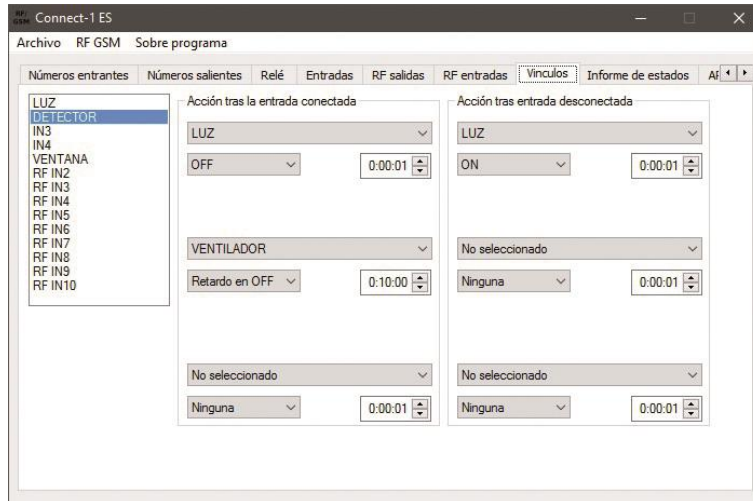 RF: GSM Connect-1 ES
Archivo RF GSM Sobre programa
Números entrantes Números salientes Relé Entradas RF salidas RF entradas Vinculos Informe de estados
LUZ
DETECTOR
IN3
IN4
VENTANA
RF IN2
RF IN3
RF IN4
RF IN5
RF IN6
RF IN7
RF IN8
RF IN9
RF IN10
Acción tras la entrada conectada
LUZ
OFF 0:00:01
VENTILADOR
Retardo en OFF 0:10:00
No seleccionado
Ninguna 0:00:01
Acción tras entrada desconectada
LUZ
ON 0:00:01
No seleccionado
Ninguna 0:00:01
No seleccionado
Ninguna 0:00:01